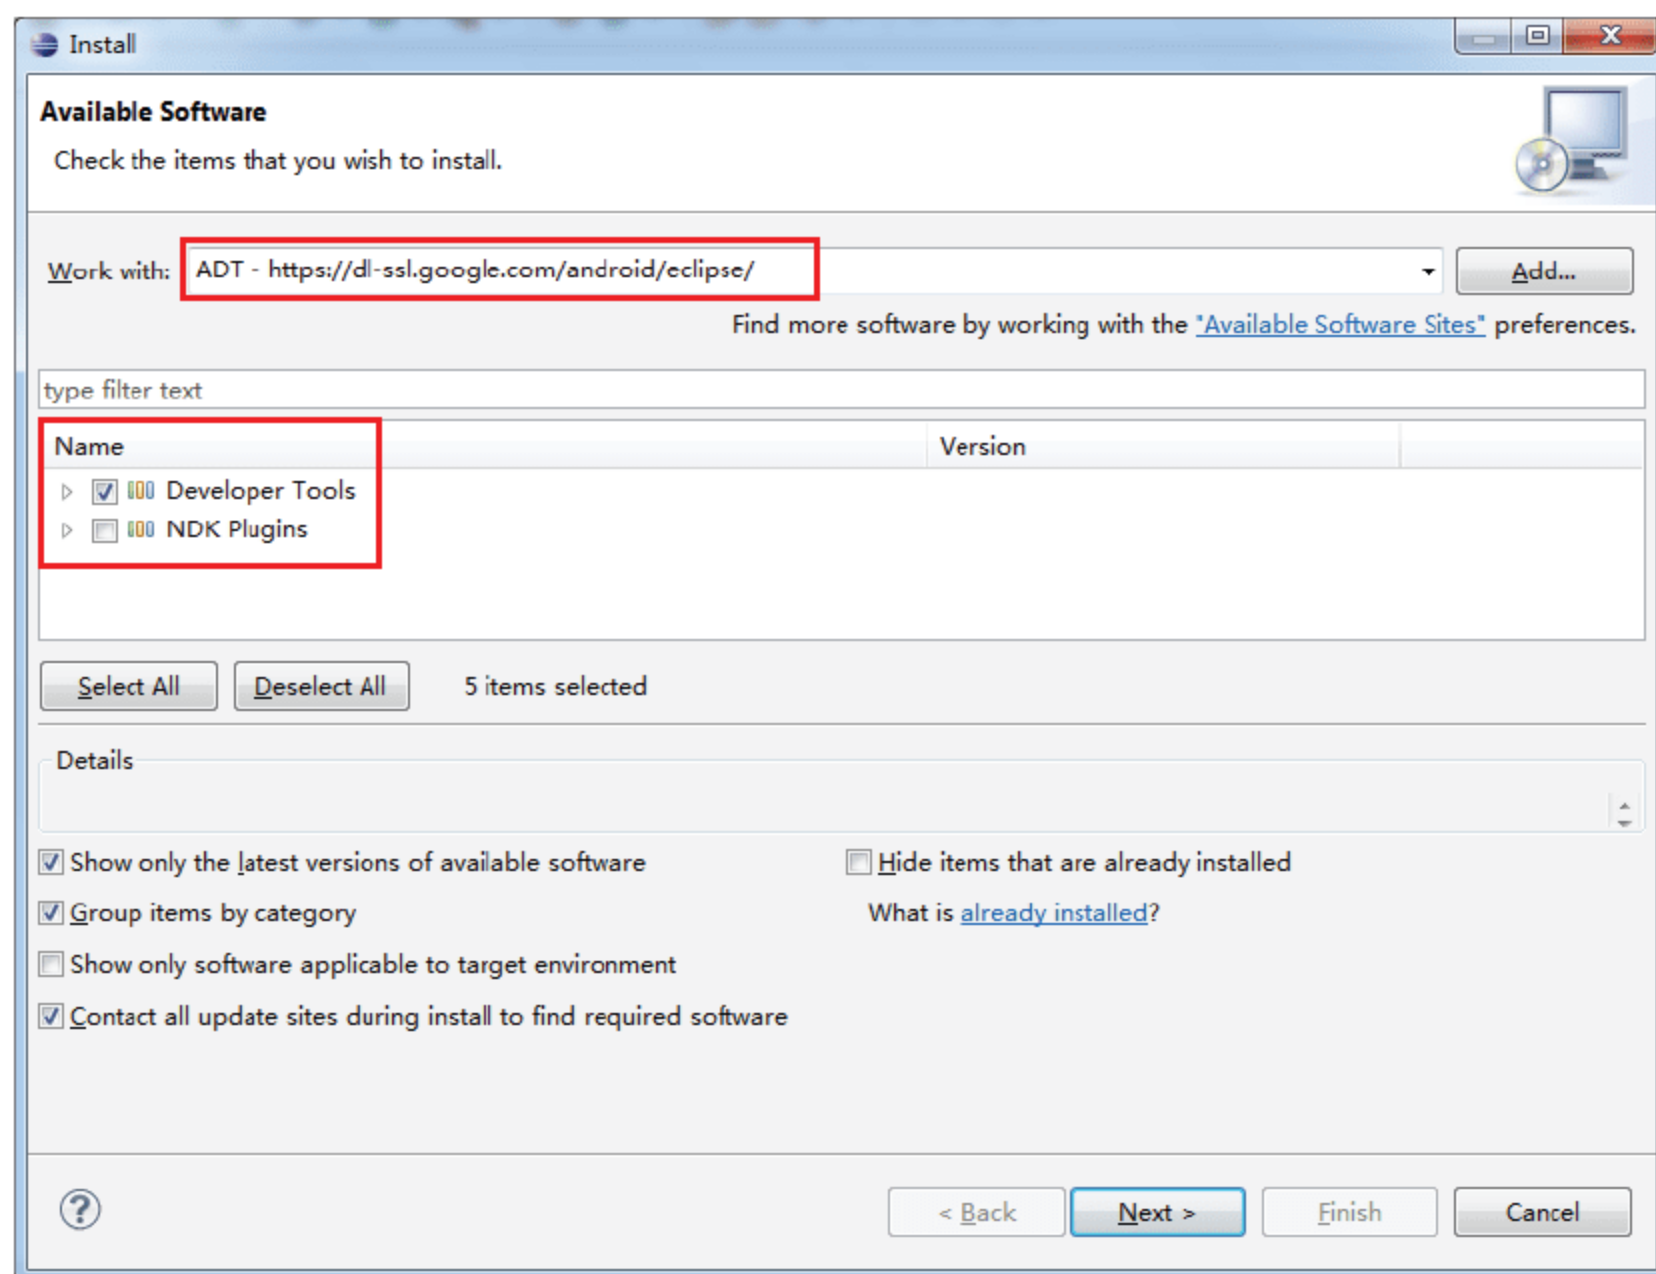 Install
Available Software
Check the items that you wish to install.
Work with: ADT - https://dl-ssl.google.com/android/eclipse/ Add...
Find more software by working with the "Available Software Sites" preferences.
type filter text
Name Version
Developer Tools
NDK Plugins
Select All Deselect All 5 items selected
Details
Show only the latest versions of available software Hide items that are already installed
Group items by category What is already installed?
Show only software applicable to target environment
Contact all update sites during install to find required software
? < Back Next > Finish Cancel